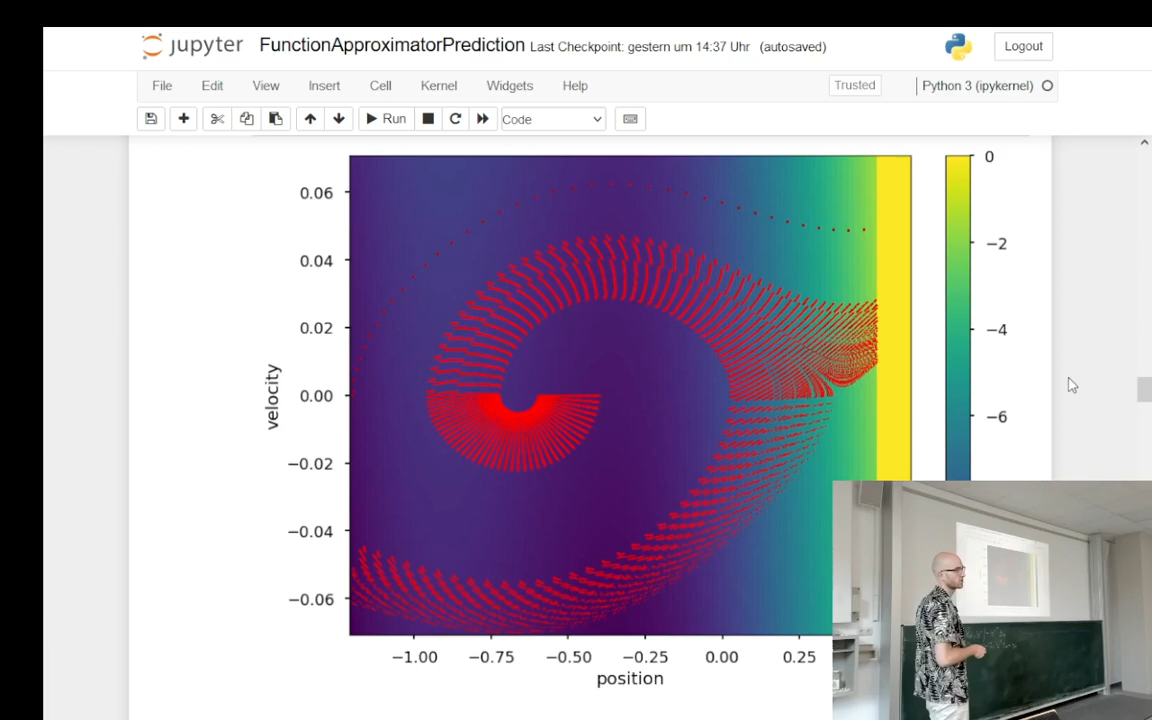 jupyter FunctionApproximatorPrediction Last Checkpoint: gestern um 14:37 Uhr (autosaved) Logout
File Edit View Insert Cell Kernel Widgets Help Trusted Python 3 (ipykernel)
Run Code
0.06
0.04
0.02
0.00
−0.02
−0.04
−0.06
velocity
−1.00 −0.75 −0.50 −0.25 0.00 0.25
position
0
−2
−4
−6